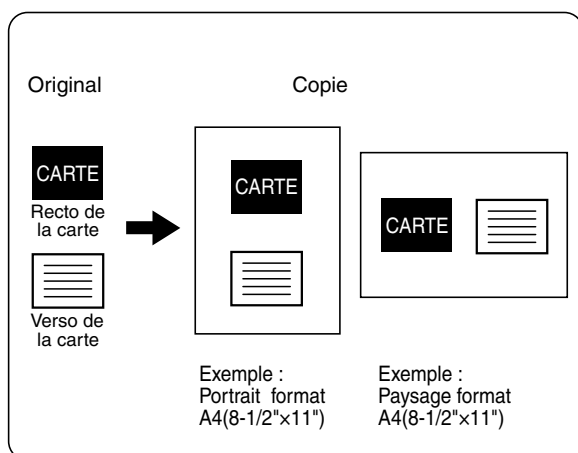 Original
Copie
CARTE
Recto de
la carte
Verso de
la carte
CARTE
CARTE
Exemple :
Portrait format
A4(8-1/2"×11")
Exemple :
Paysage format
A4(8-1/2"×11")